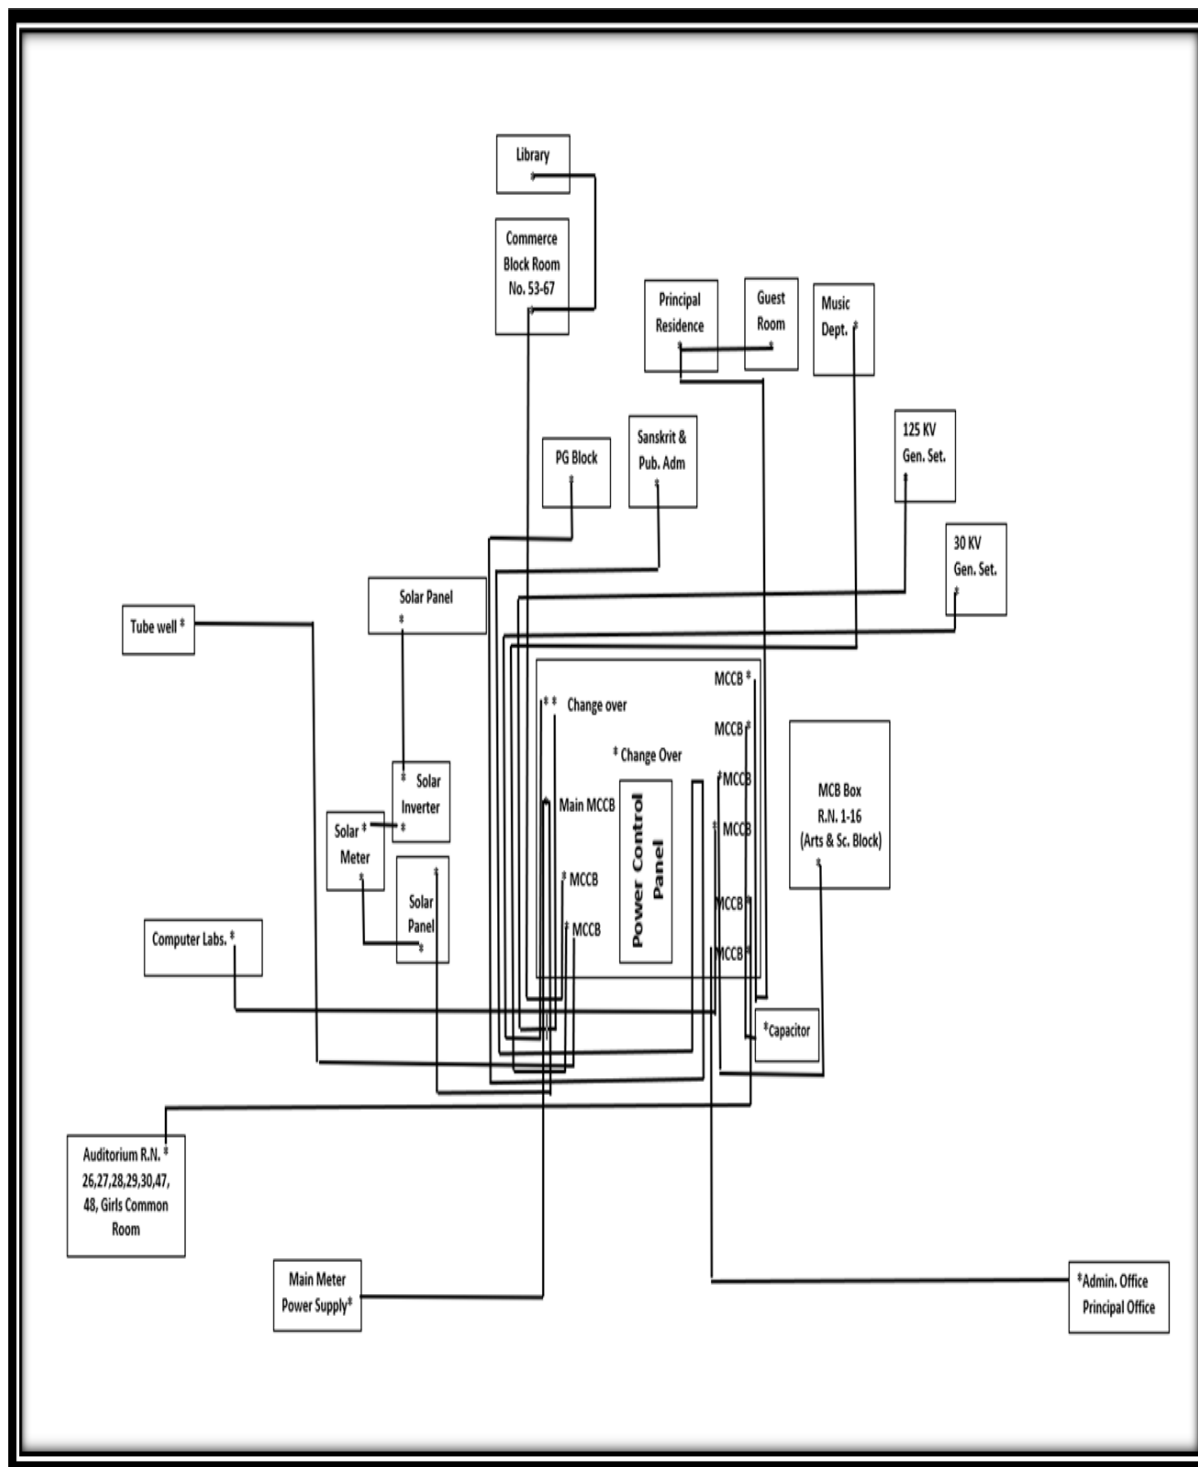 Library
*
Commerce
Block Room
No. 53-67
*
Principal
Residence
*
Guest
Room
*
Music
Dept. *
125 KV
Gen. Set.
*
PG Block
*
Sanskrit &
Pub. Adm
*
30 KV
Gen. Set.
*
Solar Panel
*
Tube well *
* * Change over
* Change Over
* Main MCCB
* MCCB
* MCCB
Power Control
Panel
MCCB *
MCCB *
*MCCB
* MCCB
MCCB *
MCCB *
MCB Box
R.N. 1-16
(Arts & Sc. Block)
*
* Solar
Inverter
*
Solar *
Meter
*
*
Solar
Panel
*
Computer Labs. *
*Capacitor
Auditorium R.N. *
26,27,28,29,30,47,
48, Girls Common
Room
Main Meter
Power Supply*
*Admin. Office
Principal Office